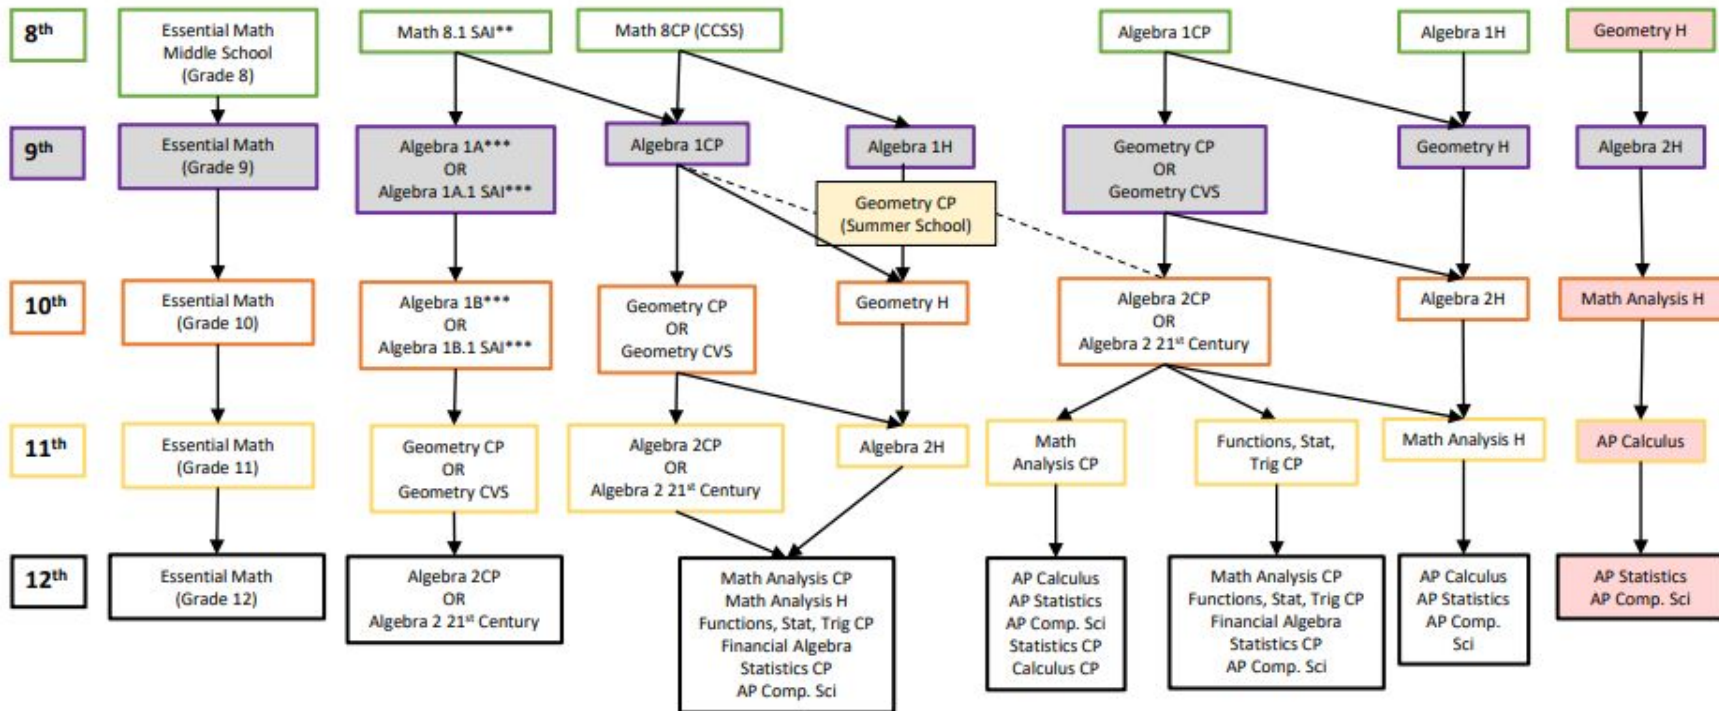 8th
Essential Math
Middle School
(Grade 8)
Math 8.1 SAI**
Math 8CP (CCSS)
Algebra 1CP
Algebra 1H
Geometry H
9th
Essential Math
(Grade 9)
Algebra 1A***
OR
Algebra 1A.1 SAI***
Algebra 1CP
Algebra 1H
Geometry CP
OR
Geometry CVS
Geometry H
Algebra 2H
Geometry CP
(Summer School)
10th
Essential Math
(Grade 10)
Algebra 1B***
OR
Algebra 1B.1 SAI***
Geometry CP
OR
Geometry CVS
Geometry H
Algebra 2CP
OR
Algebra 2 21st Century
Algebra 2H
Math Analysis H
11th
Essential Math
(Grade 11)
Geometry CP
OR
Geometry CVS
Algebra 2CP
OR
Algebra 2 21st Century
Algebra 2H
Math
Analysis CP
Functions, Stat,
Trig CP
Math Analysis H
AP Calculus
12th
Essential Math
(Grade 12)
Algebra 2CP
OR
Algebra 2 21st Century
Math Analysis CP
Math Analysis H
Functions, Stat, Trig CP
Financial Algebra
Statistics CP
AP Comp. Sci
AP Calculus
AP Statistics
AP Comp. Sci
Statistics CP
Calculus CP
Math Analysis CP
Functions, Stat, Trig CP
Financial Algebra
Statistics CP
AP Comp. Sci
AP Calculus
AP Statistics
AP Comp.
Sci
AP Statistics
AP Comp. Sci